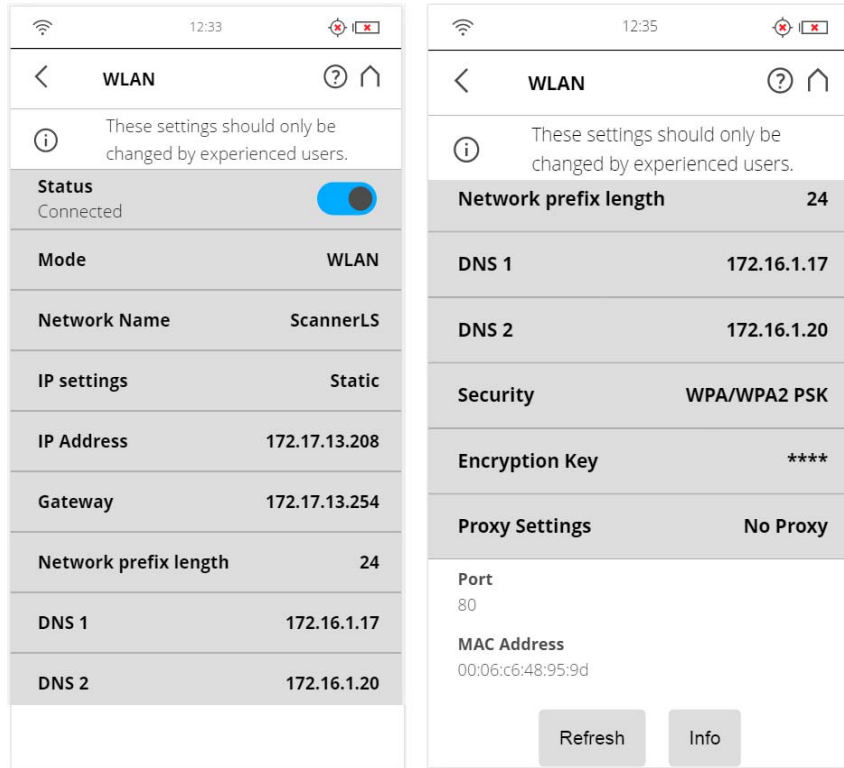 12:33
WLAN
These settings should only be
changed by experienced users.
Status
Connected
Mode WLAN
Network Name ScannerLS
IP settings Static
IP Address 172.17.13.208
Gateway 172.17.13.254
Network prefix length 24
DNS 1 172.16.1.17
DNS 2 172.16.1.20
12:35
WLAN
These settings should only be
changed by experienced users.
Network prefix length 24
DNS 1 172.16.1.17
DNS 2 172.16.1.20
Security WPA/WPA2 PSK
Encryption Key ****
Proxy Settings No Proxy
Port
80
MAC Address
00:06:c6:48:95:9d
Refresh Info